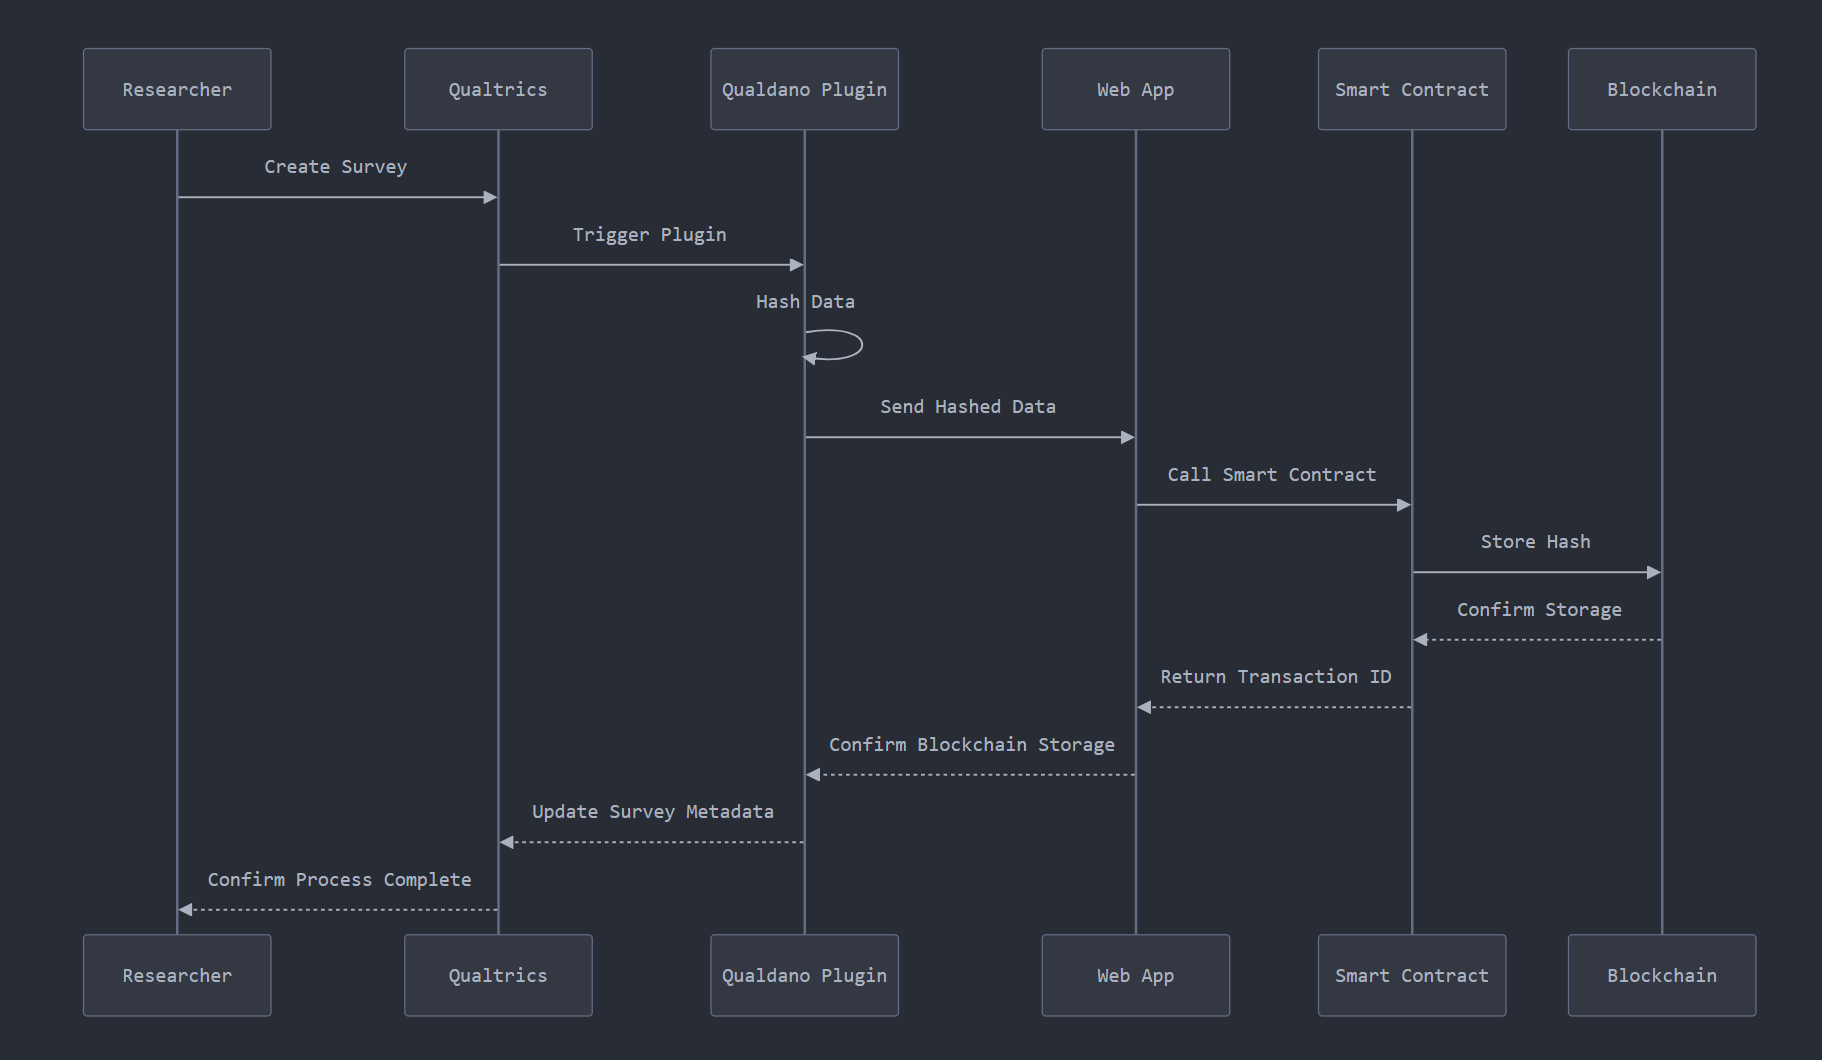 Researcher
Qualtrics
Qualdano Plugin
Web App
Smart Contract
Blockchain
Create Survey
Trigger Plugin
Hash Data
Send Hashed Data
Call Smart Contract
Store Hash
Confirm Storage
Return Transaction ID
Confirm Blockchain Storage
Update Survey Metadata
Confirm Process Complete
Researcher
Qualtrics
Qualdano Plugin
Web App
Smart Contract
Blockchain